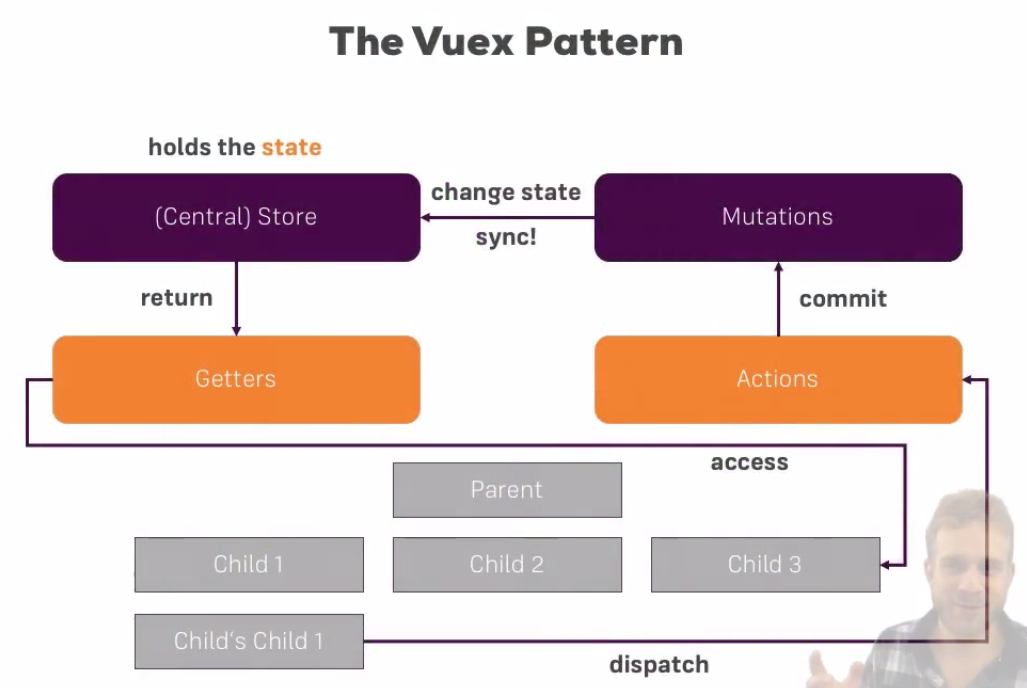 The Vuex Pattern
holds the state
(Central) Store
change state
sync!
Mutations
return
commit
Getters
Actions
access
Parent
Child 1
Child 2
Child 3
Child‘s Child 1
dispatch